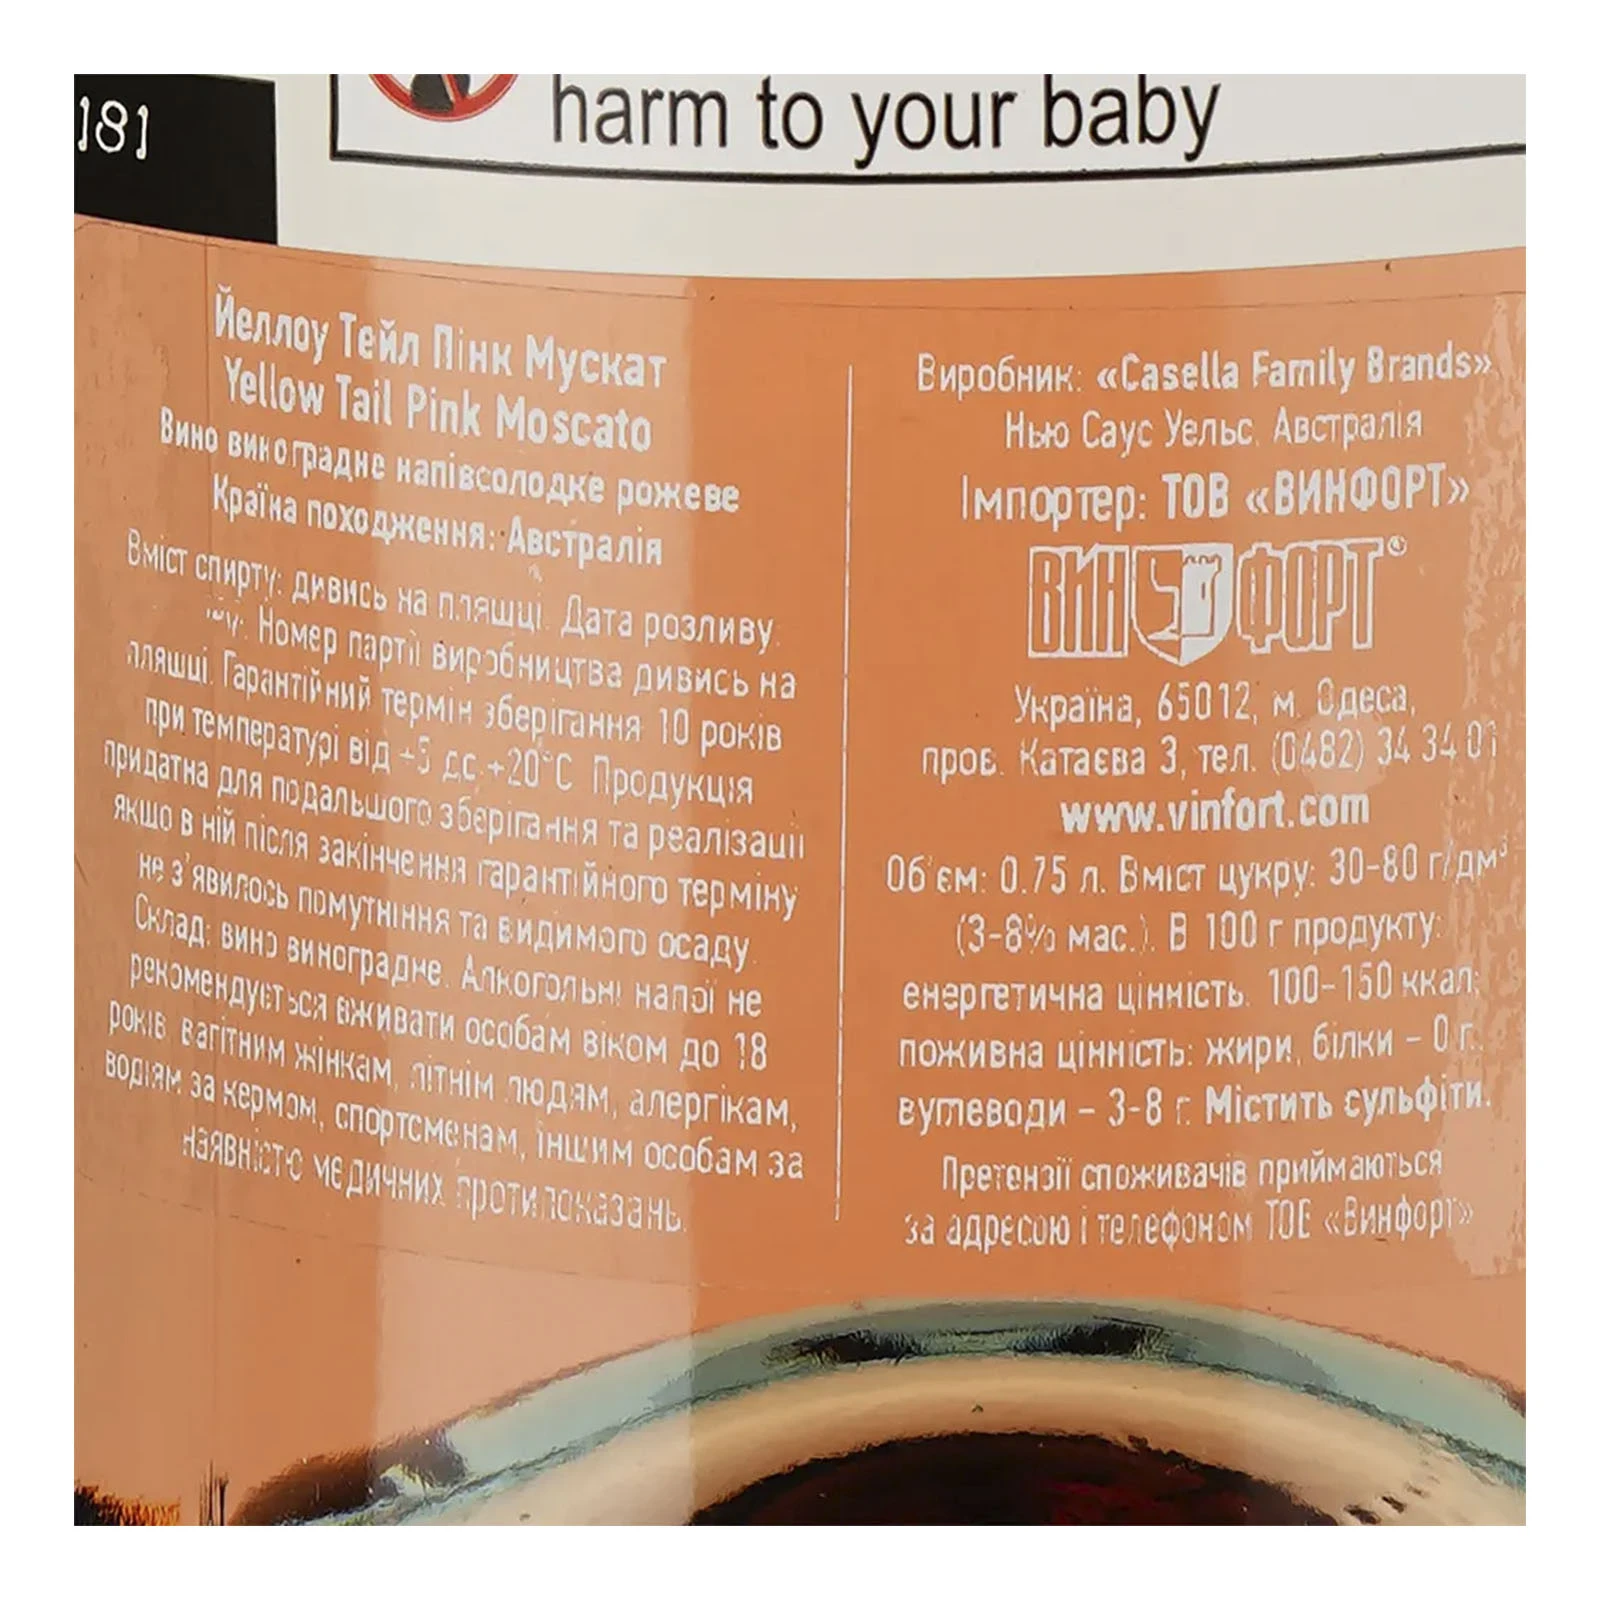 181
harm to your baby
Йеллоу Тейл Пінк Мускат
Yellow Tail Pink Moscato
Вино виноградне напівсолодке рожеве
Країна походження: Австралія
Вміст спирту: дивись на пляшці. Дата розливу:
Номер партії виробництва дивись на
пляшці. Гарантійний термін зберігання 10 років
при температурі від +5 до +20°С. Продукція
придатна для подальшого зберігання та реалізації
якщо в ній після закінчення гарантійного терміну
не з'явилось помутніння та видимого осаду.
Склад: вино виноградне. Алкогольні напої не
рекомендується вживати особам віком до 18
років, вагітним жінкам, літнім людям, алергікам,
водіям за кермом, спортсменам, іншим особам за
наявністю медичних протипоказань.
Виробник: «Casella Family Brands»
Нью Саус Уельс, Австралія
Імпортер: ТОВ «ВИНФОРТ»
ВИН ФОРТ
Україна, 65012, м. Одеса,
пров. Катаєва 3, тел. (0482) 34 34 01
www.vinfort.com
Об'єм: 0.75 л. Вміст цукру: 30-80 г/дм³
(3-8% мас.). В 100 г продукту:
енергетична цінність: 100-150 ккал;
поживна цінність: жири, білки - 0 г.,
вуглеводи - 3-8 г. Містить сульфіти.
Претензії споживачів приймаються
за адресою і телефоном ТОВ «Винфорт»